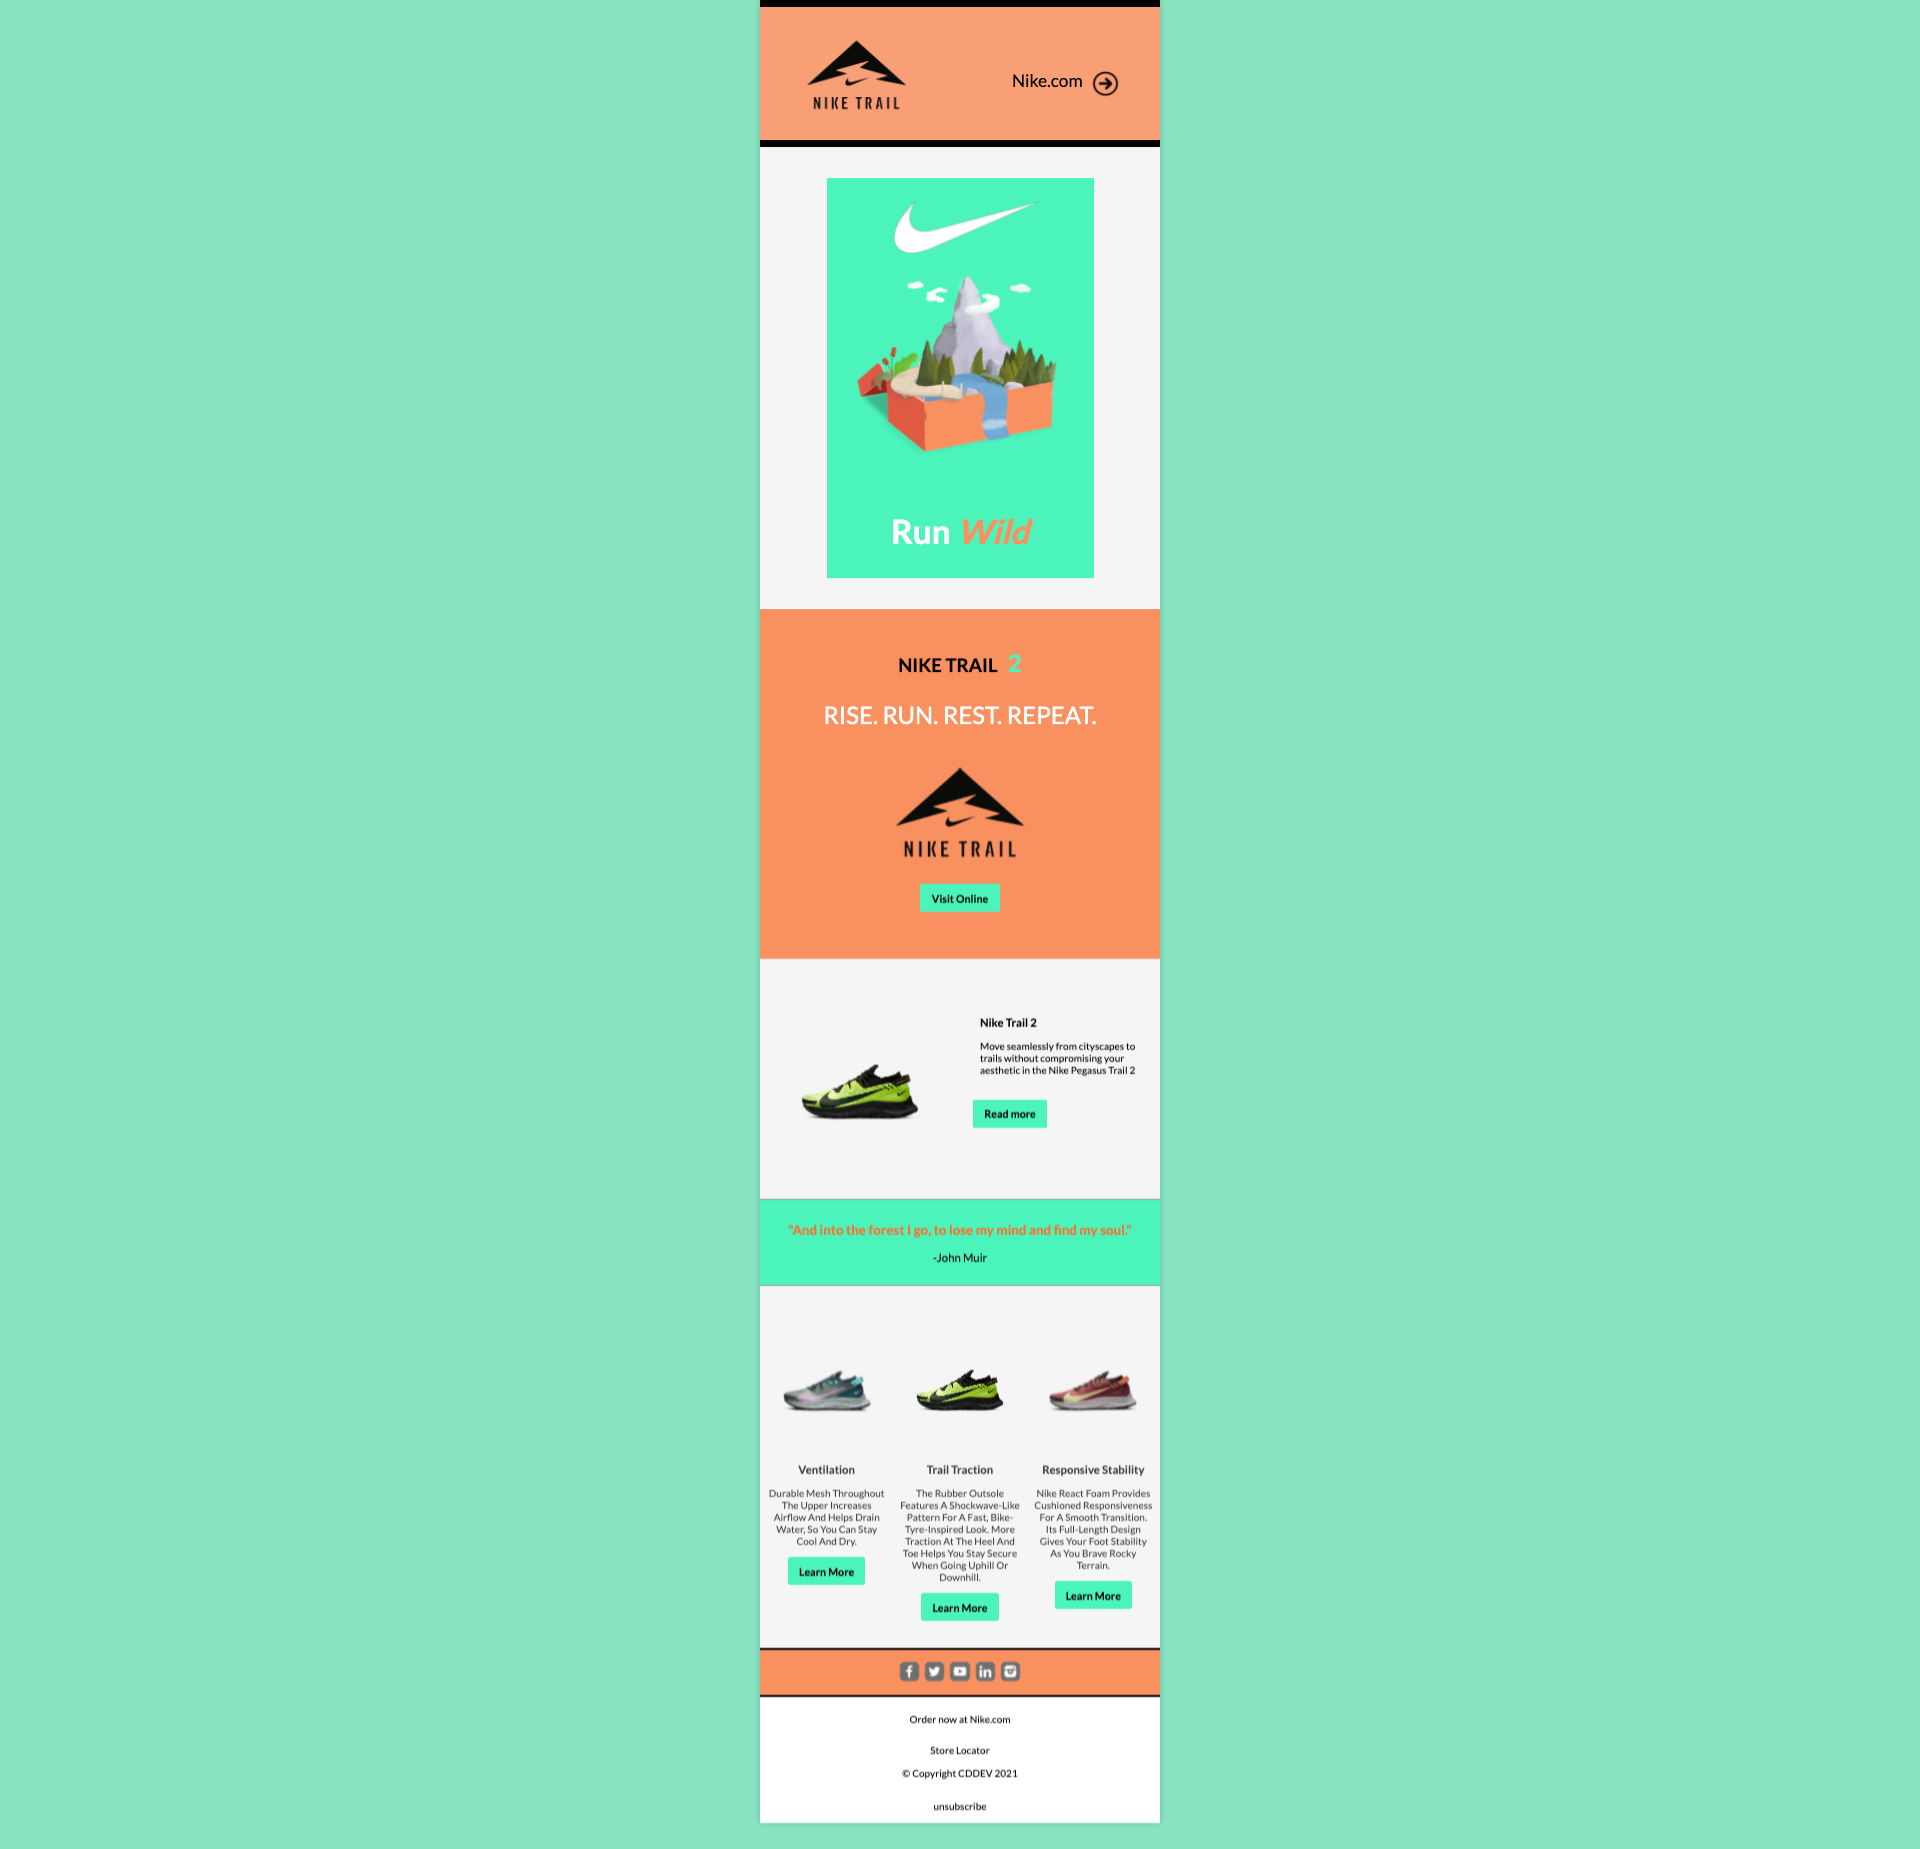 NIKE TRAIL
Nike.com
Run Wild
NIKE TRAIL 2
RISE. RUN. REST. REPEAT.
NIKE TRAIL
Visit Online
Nike Trail 2
Move seamlessly from cityscapes to
trails without compromising your
aesthetic in the Nike Pegasus Trail 2
Read more
"And into the forest I go, to lose my mind and find my soul."
-John Muir
Ventilation
Durable Mesh Throughout
The Upper Increases
Airflow And Helps Drain
Water, So You Can Stay
Cool And Dry.
Learn More
Trail Traction
The Rubber Outsole
Features A Shockwave-Like
Pattern For A Fast, Bike-
Tyre-Inspired Look. More
Traction At The Heel And
Toe Helps You Stay Secure
When Going Uphill Or
Downhill.
Learn More
Responsive Stability
Nike React Foam Provides
Cushioned Responsiveness
For A Smooth Transition.
Its Full-Length Design
Gives Your Foot Stability
As You Brave Rocky
Terrain.
Learn More
Order now at Nike.com
Store Locator
© Copyright CDDEV 2021
unsubscribe